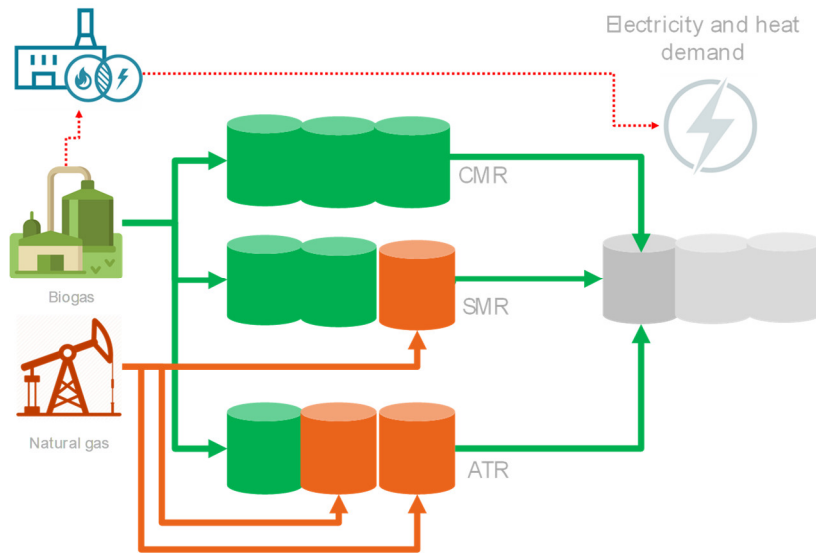 Electricity and heat
demand
CMR
Biogas
SMR
Natural gas
ATR